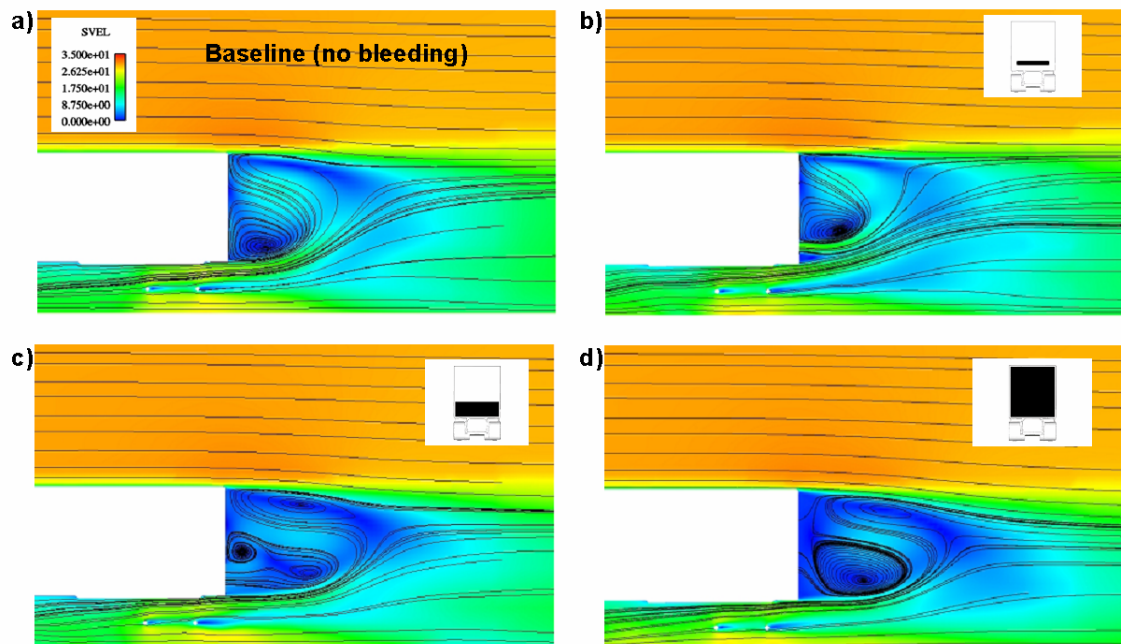 a)
SVEL
3.500e+01
2.625e+01
1.750e+01
8.750e+00
0.000e+00
Baseline (no bleeding)
b)
c)
d)